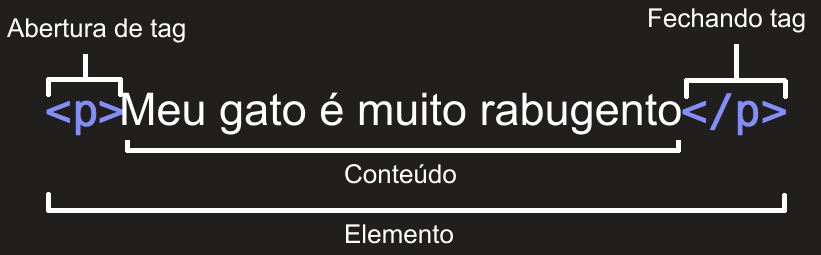 Abertura de tag
Fechando tag
<p>Meu gato é muito rabugento</p>
Conteúdo
Elemento